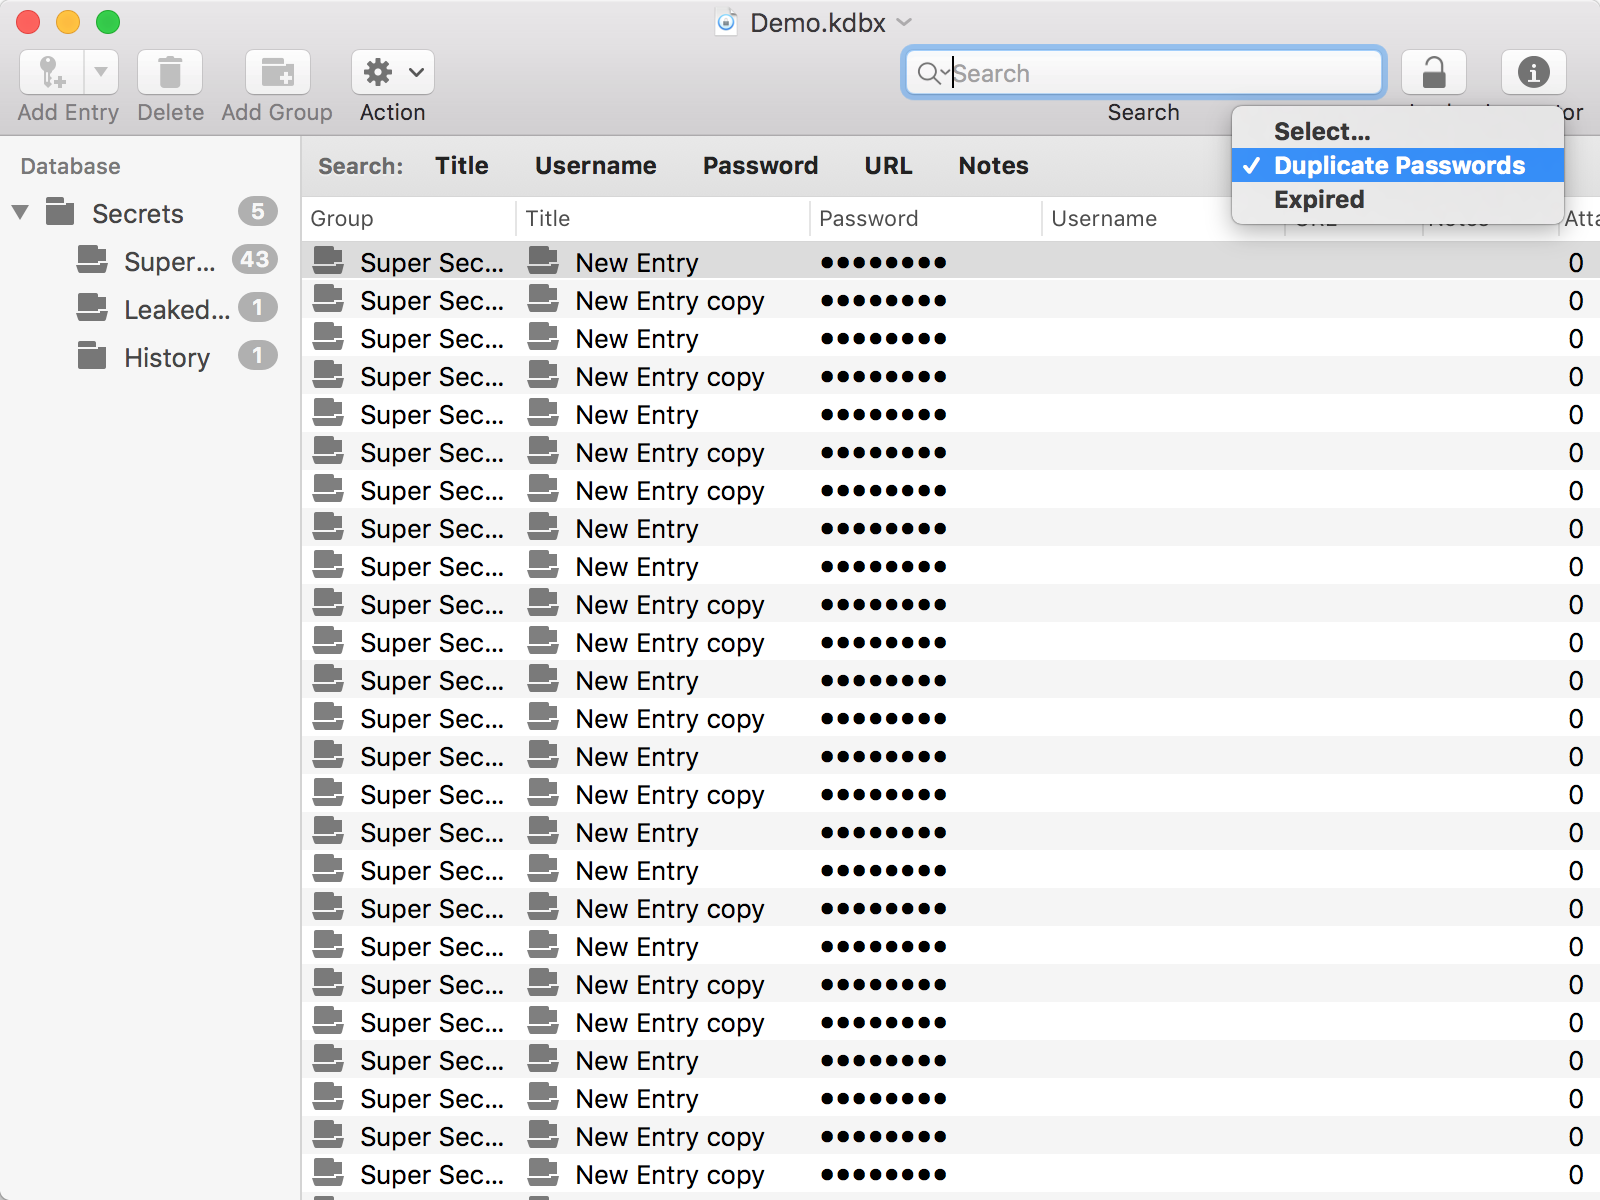 Demo.kdbx
Search
Add Entry Delete Add Group Action Search or
Select...
Database Search: Title Username Password URL Notes Duplicate Passwords
Expired
Secrets 5 Group Title Password Username Atta
Super... 43 Super Sec... New Entry •••••••• 0
Leaked... 1 Super Sec... New Entry copy •••••••• 0
Super Sec... New Entry •••••••• 0
History 1 Super Sec... New Entry copy •••••••• 0
Super Sec... New Entry •••••••• 0
Super Sec... New Entry copy •••••••• 0
Super Sec... New Entry copy •••••••• 0
Super Sec... New Entry •••••••• 0
Super Sec... New Entry •••••••• 0
Super Sec... New Entry copy •••••••• 0
Super Sec... New Entry copy •••••••• 0
Super Sec... New Entry •••••••• 0
Super Sec... New Entry copy •••••••• 0
Super Sec... New Entry •••••••• 0
Super Sec... New Entry copy •••••••• 0
Super Sec... New Entry •••••••• 0
Super Sec... New Entry •••••••• 0
Super Sec... New Entry copy •••••••• 0
Super Sec... New Entry •••••••• 0
Super Sec... New Entry copy •••••••• 0
Super Sec... New Entry copy •••••••• 0
Super Sec... New Entry •••••••• 0
Super Sec... New Entry •••••••• 0
Super Sec... New Entry copy •••••••• 0
Super Sec... New Entry copy •••••••• 0